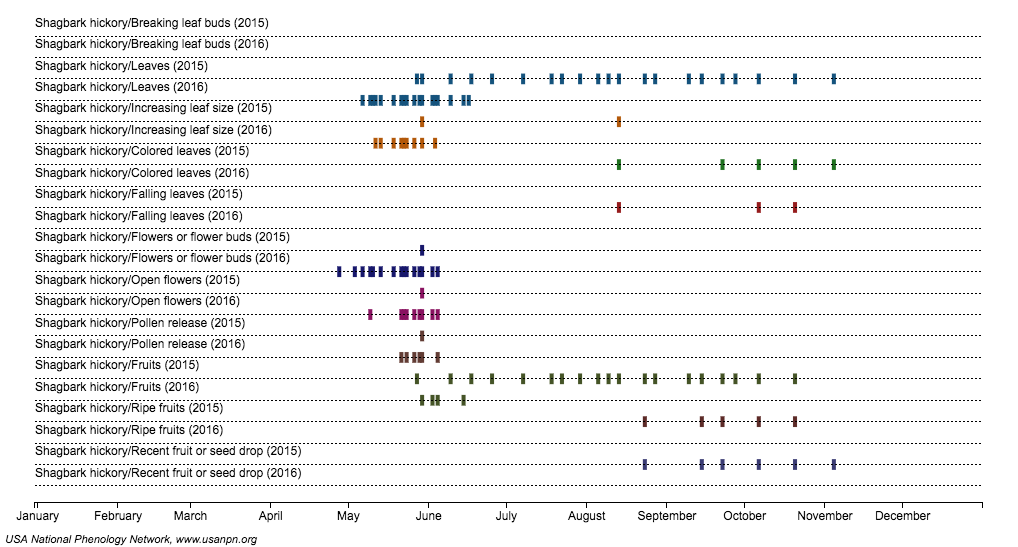 Shagbark hickory/Breaking leaf buds (2015)
Shagbark hickory/Breaking leaf buds (2016)
Shagbark hickory/Leaves (2015)
Shagbark hickory/Leaves (2016)
Shagbark hickory/Increasing leaf size (2015)
Shagbark hickory/Increasing leaf size (2016)
Shagbark hickory/Colored leaves (2015)
Shagbark hickory/Colored leaves (2016)
Shagbark hickory/Falling leaves (2015)
Shagbark hickory/Falling leaves (2016)
Shagbark hickory/Flowers or flower buds (2015)
Shagbark hickory/Flowers or flower buds (2016)
Shagbark hickory/Open flowers (2015)
Shagbark hickory/Open flowers (2016)
Shagbark hickory/Pollen release (2015)
Shagbark hickory/Pollen release (2016)
Shagbark hickory/Fruits (2015)
Shagbark hickory/Fruits (2016)
Shagbark hickory/Ripe fruits (2015)
Shagbark hickory/Ripe fruits (2016)
Shagbark hickory/Recent fruit or seed drop (2015)
Shagbark hickory/Recent fruit or seed drop (2016)
January February March April May June July August September October November December
USA National Phenology Network, www.usanpn.org